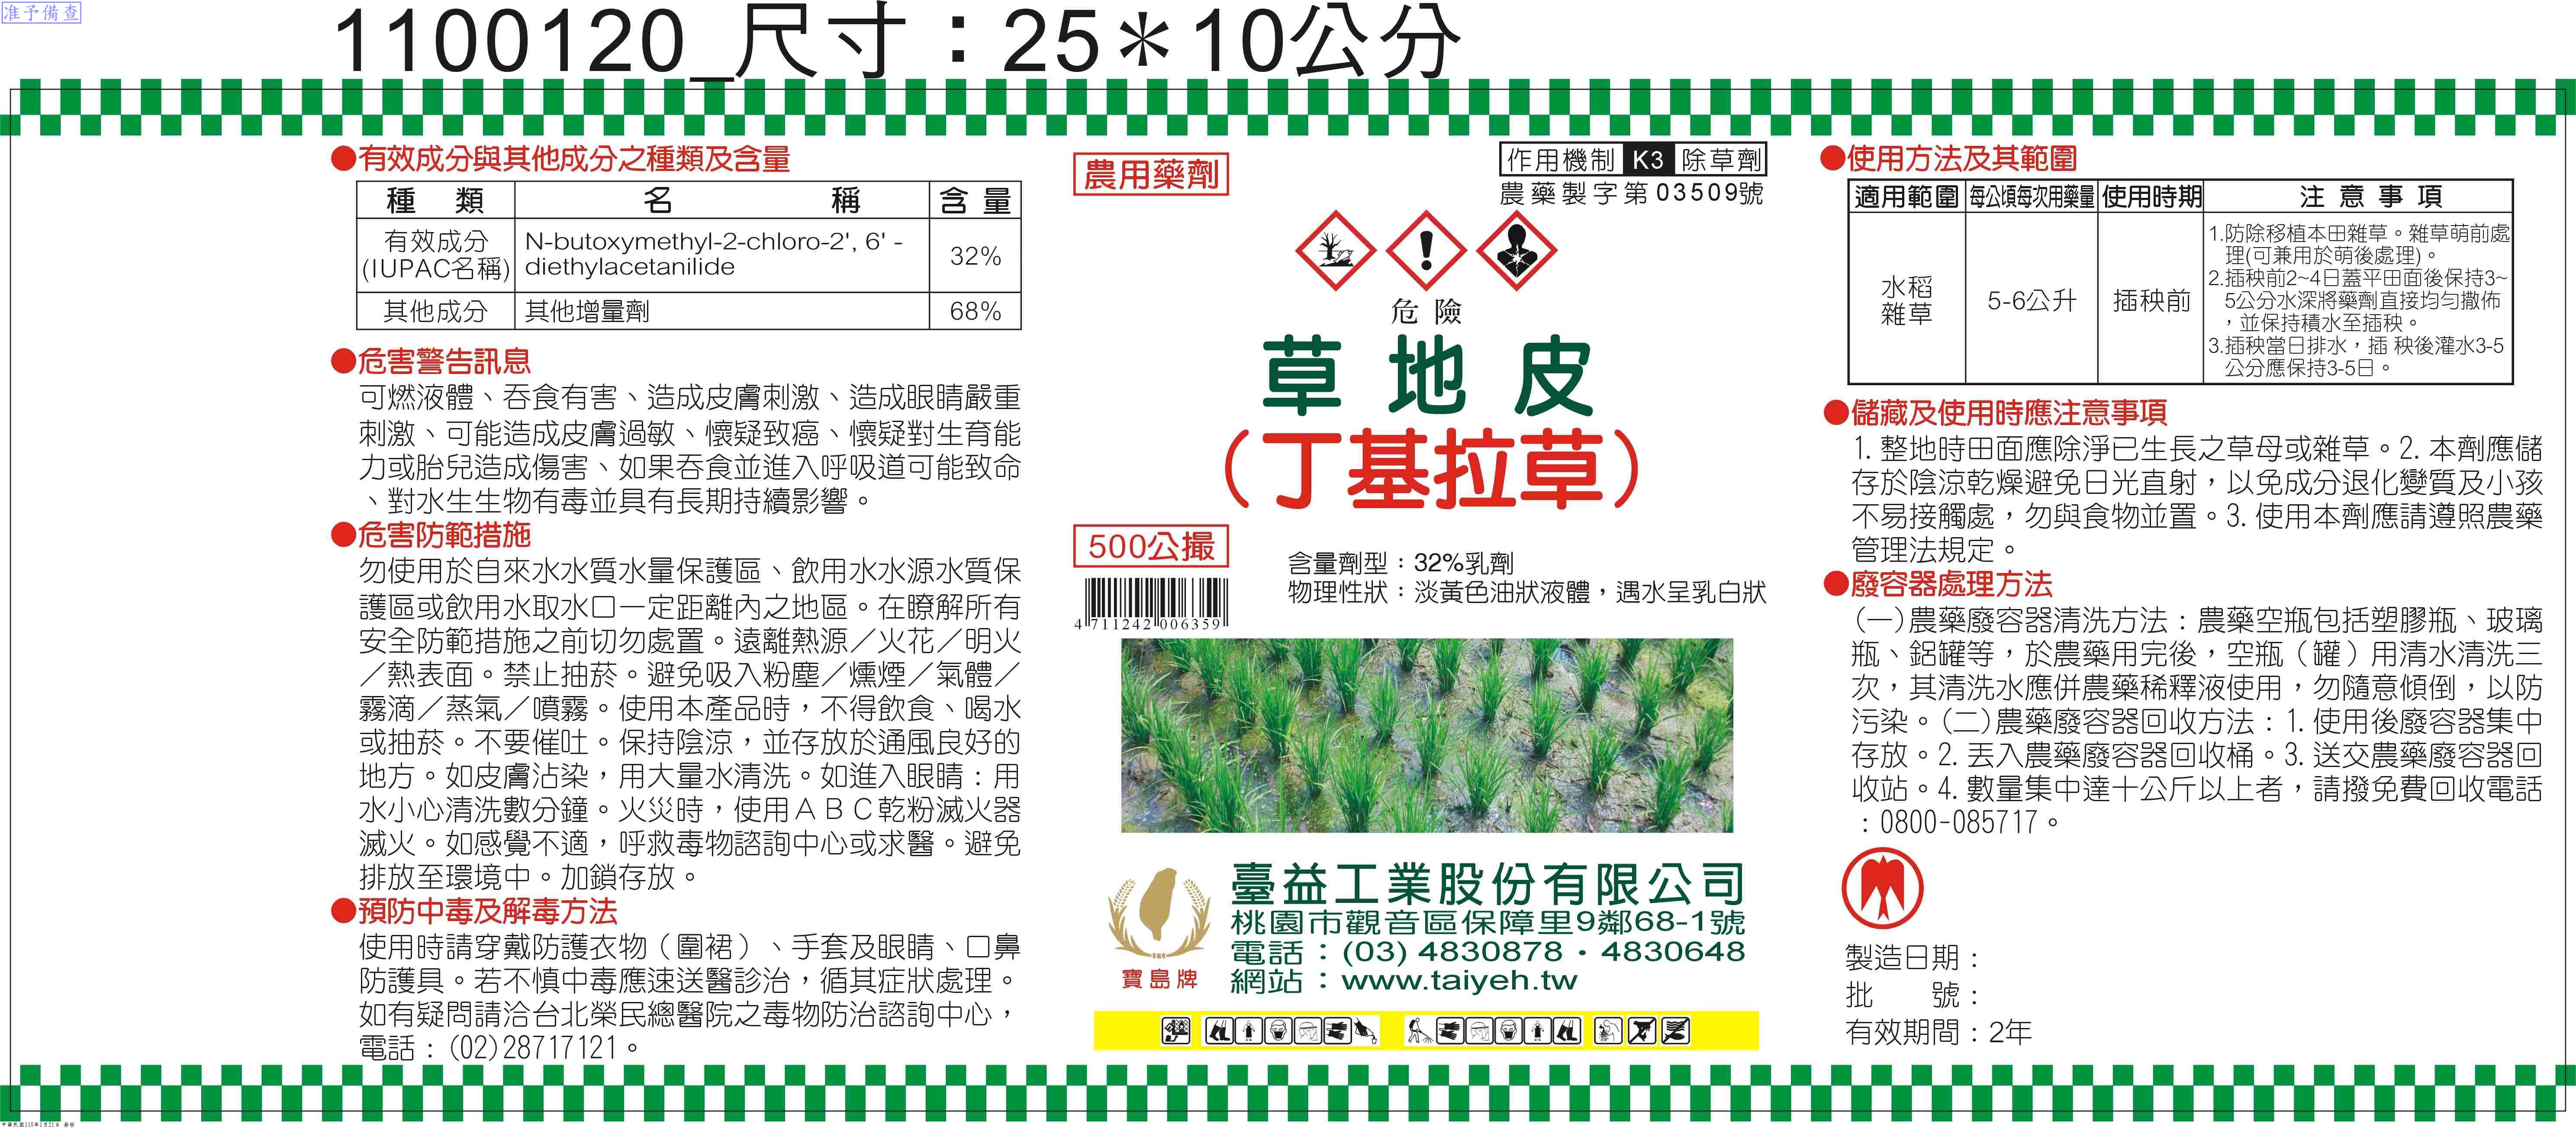 准予備查
1100120_尺寸：25＊10公分
●有效成分與其他成分之種類及含量
種類 名稱 含量
有效成分
(IUPAC名稱)
N-butoxymethyl-2-chloro-2', 6' -
diethylacetanilide
32%
其他成分 其他增量劑 68%
●危害警告訊息
可燃液體、吞食有害、造成皮膚刺激、造成眼睛嚴重
刺激、可能造成皮膚過敏、懷疑致癌、懷疑對生育能
力或胎兒造成傷害、如果吞食並進入呼吸道可能致命
、對水生生物有毒並具有長期持續影響。
●危害防範措施
勿使用於自來水水質水量保護區、飲用水水源水質保
護區或飲用水取水口一定距離內之地區。在瞭解所有
安全防範措施之前切勿處置。遠離熱源／火花／明火
／熱表面。禁止抽菸。避免吸入粉塵／燻煙／氣體／
霧滴／蒸氣／噴霧。使用本產品時，不得飲食、喝水
或抽菸。不要催吐。保持陰涼，並存放於通風良好的
地方。如皮膚沾染，用大量水清洗。如進入眼睛：用
水小心清洗數分鐘。火災時，使用ＡＢＣ乾粉滅火器
滅火。如感覺不適，呼救毒物諮詢中心或求醫。避免
排放至環境中。加鎖存放。
●預防中毒及解毒方法
使用時請穿戴防護衣物（圍裙）、手套及眼睛、口鼻
防護具。若不慎中毒應速送醫診治，循其症狀處理。
如有疑問請洽台北榮民總醫院之毒物防治諮詢中心，
電話：(02)28717121。
農用藥劑
作用機制 K3 除草劑
農藥製字第03509號
危險
草地皮
（丁基拉草）
500公撮
4 711242 006359
含量劑型：32%乳劑
物理性狀：淡黃色油狀液體，遇水呈乳白狀
寶島牌
臺益工業股份有限公司
桃園市觀音區保障里9鄰68-1號
電話：(03) 4830878・4830648
網站：www.taiyeh.tw
●使用方法及其範圍
適用範圍 每公頃每次用藥量 使用時期 注意事項
水稻
雜草
5-6公升
插秧前
1.防除移植本田雜草。雜草萌前處
理(可兼用於萌後處理)。
2.插秧前2~4日蓋平田面後保持3~
5公分水深將藥劑直接均勻撒佈
，並保持積水至插秧。
3.插秧當日排水，插 秧後灌水3-5
公分應保持3-5日。
●儲藏及使用時應注意事項
1.整地時田面應除淨已生長之草母或雜草。2.本劑應儲
存於陰涼乾燥避免日光直射，以免成分退化變質及小孩
不易接觸處，勿與食物並置。3.使用本劑應請遵照農藥
管理法規定。
●廢容器處理方法
(一)農藥廢容器清洗方法：農藥空瓶包括塑膠瓶、玻璃
瓶、鋁罐等，於農藥用完後，空瓶（罐）用清水清洗三
次，其清洗水應併農藥稀釋液使用，勿隨意傾倒，以防
污染。(二)農藥廢容器回收方法：1.使用後廢容器集中
存放。2.丟入農藥廢容器回收桶。3.送交農藥廢容器回
收站。4.數量集中達十公斤以上者，請撥免費回收電話
：0800-085717。
製造日期：
批號：
有效期間：2年